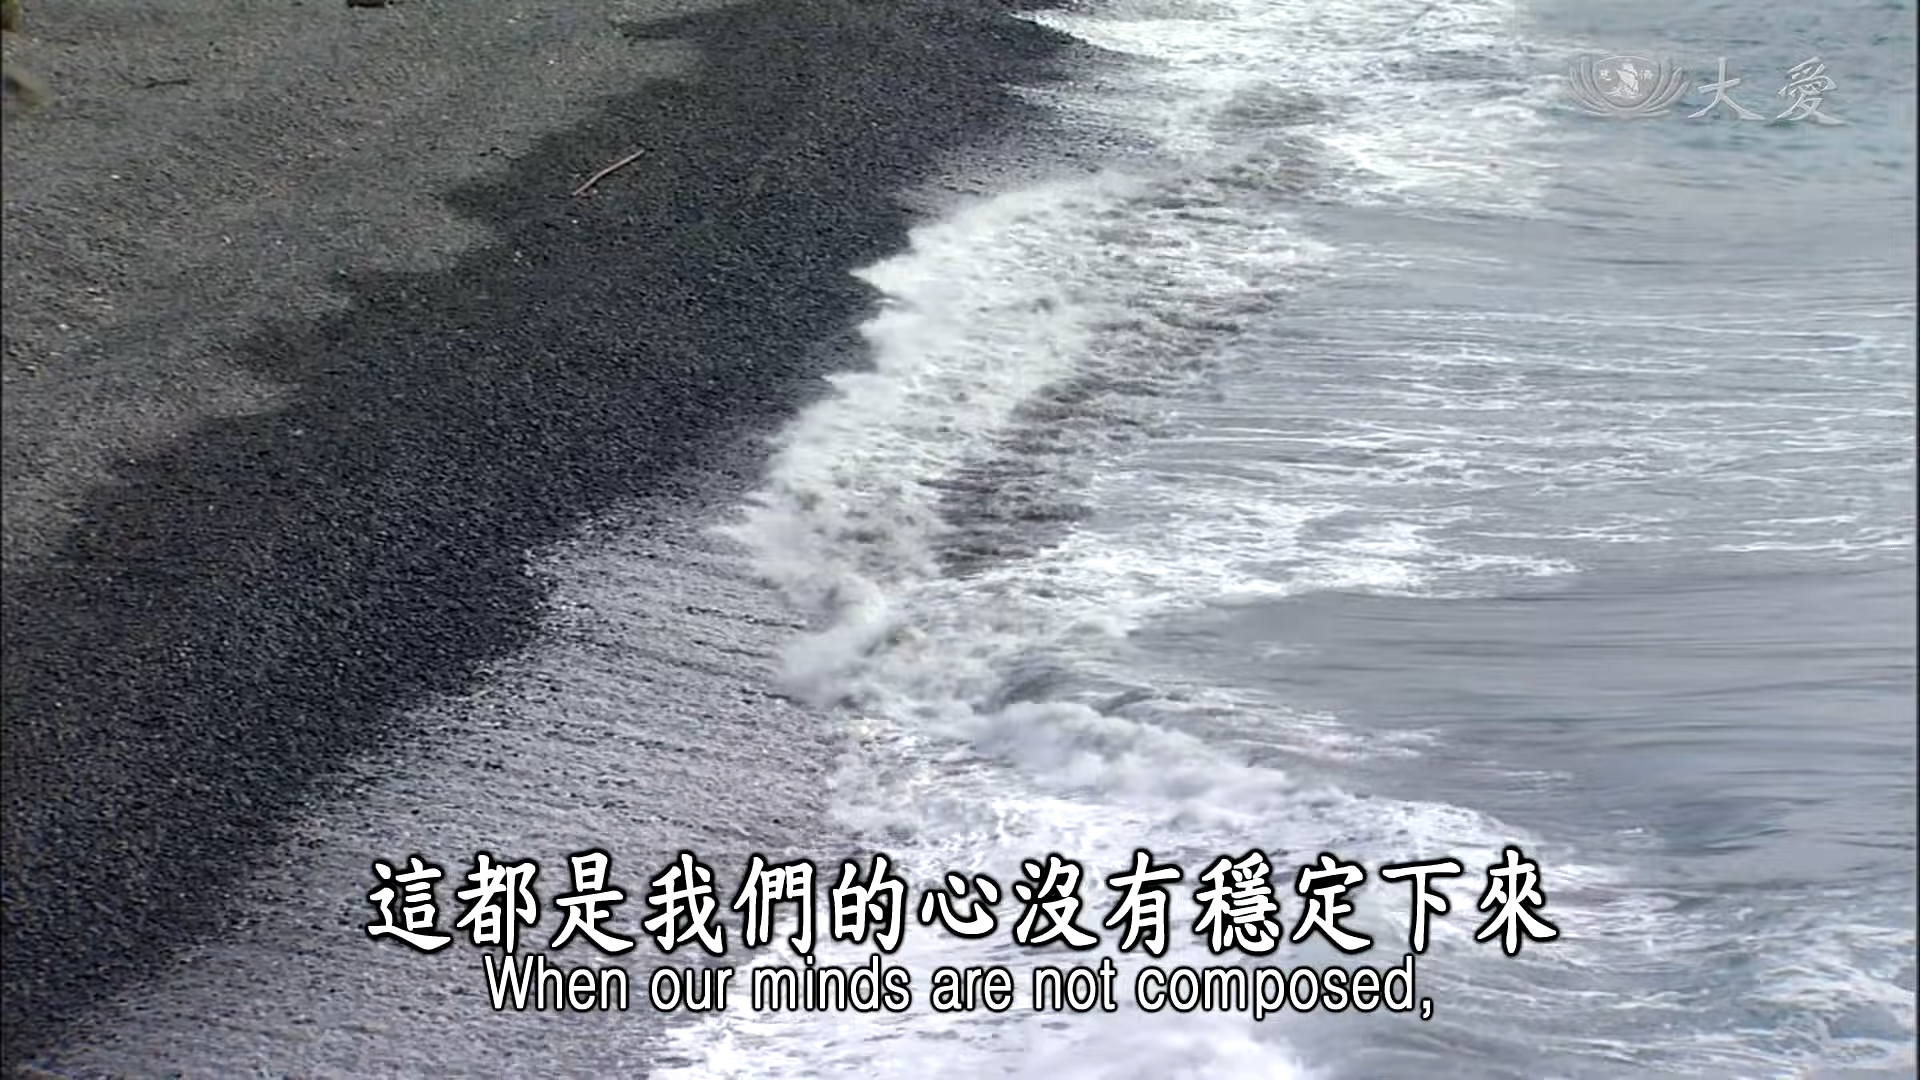 大愛
這都是我們的心沒有穩定下來
When our minds are not composed,